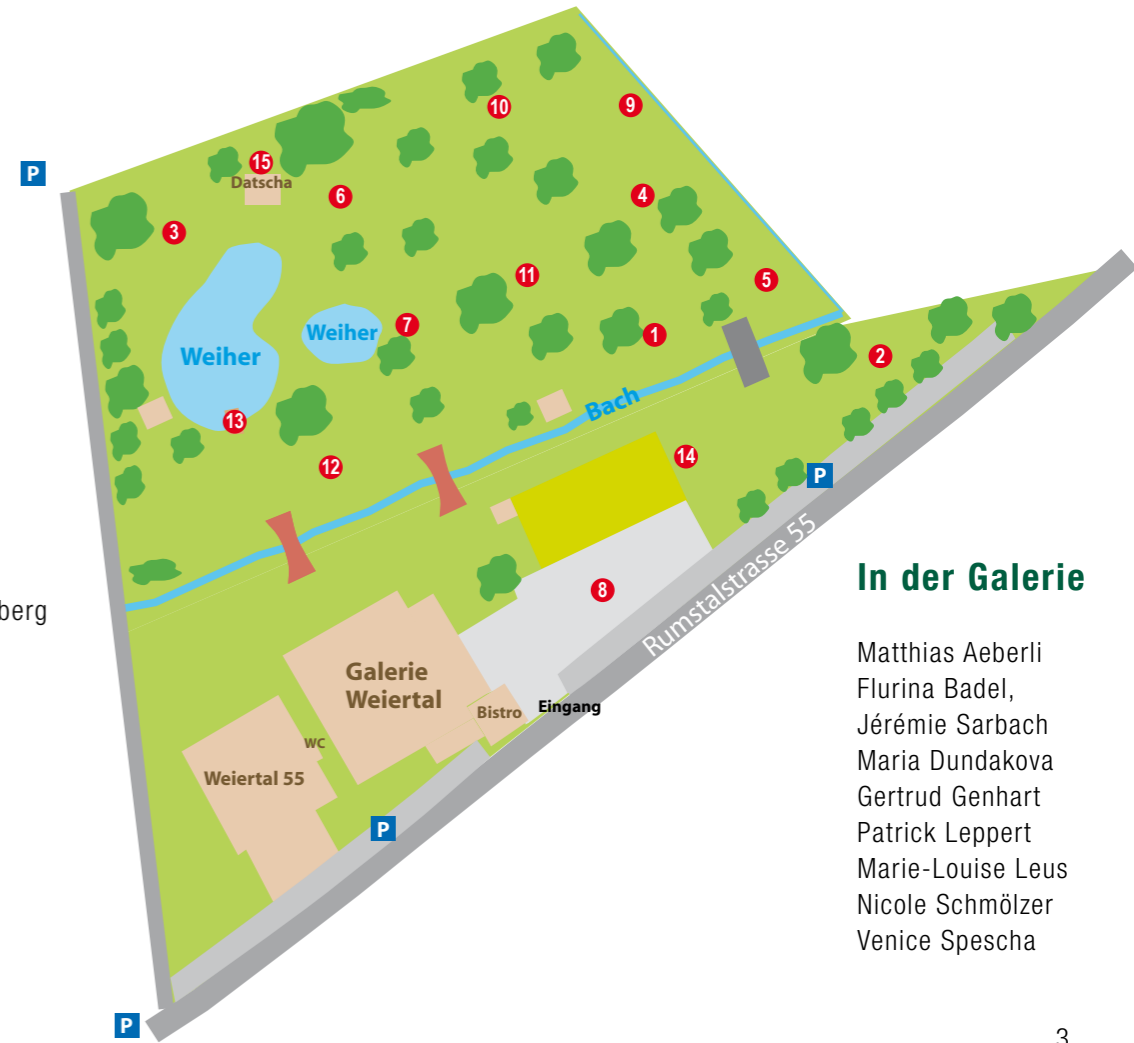 10
9
P
15
Datscha
6
4
3
11
5
7
Weiher
1
Weiher
2
Bach
13
14
12
P
Rumstalstrasse 55
8
berg
Galerie
Weiertal
Bistro
Eingang
WC
Weiertal 55
P
P
In der Galerie
Matthias Aeberli
Flurina Badel,
Jérémie Sarbach
Maria Dundakova
Gertrud Genhart
Patrick Leppert
Marie-Louise Leus
Nicole Schmölzer
Venice Spescha
3